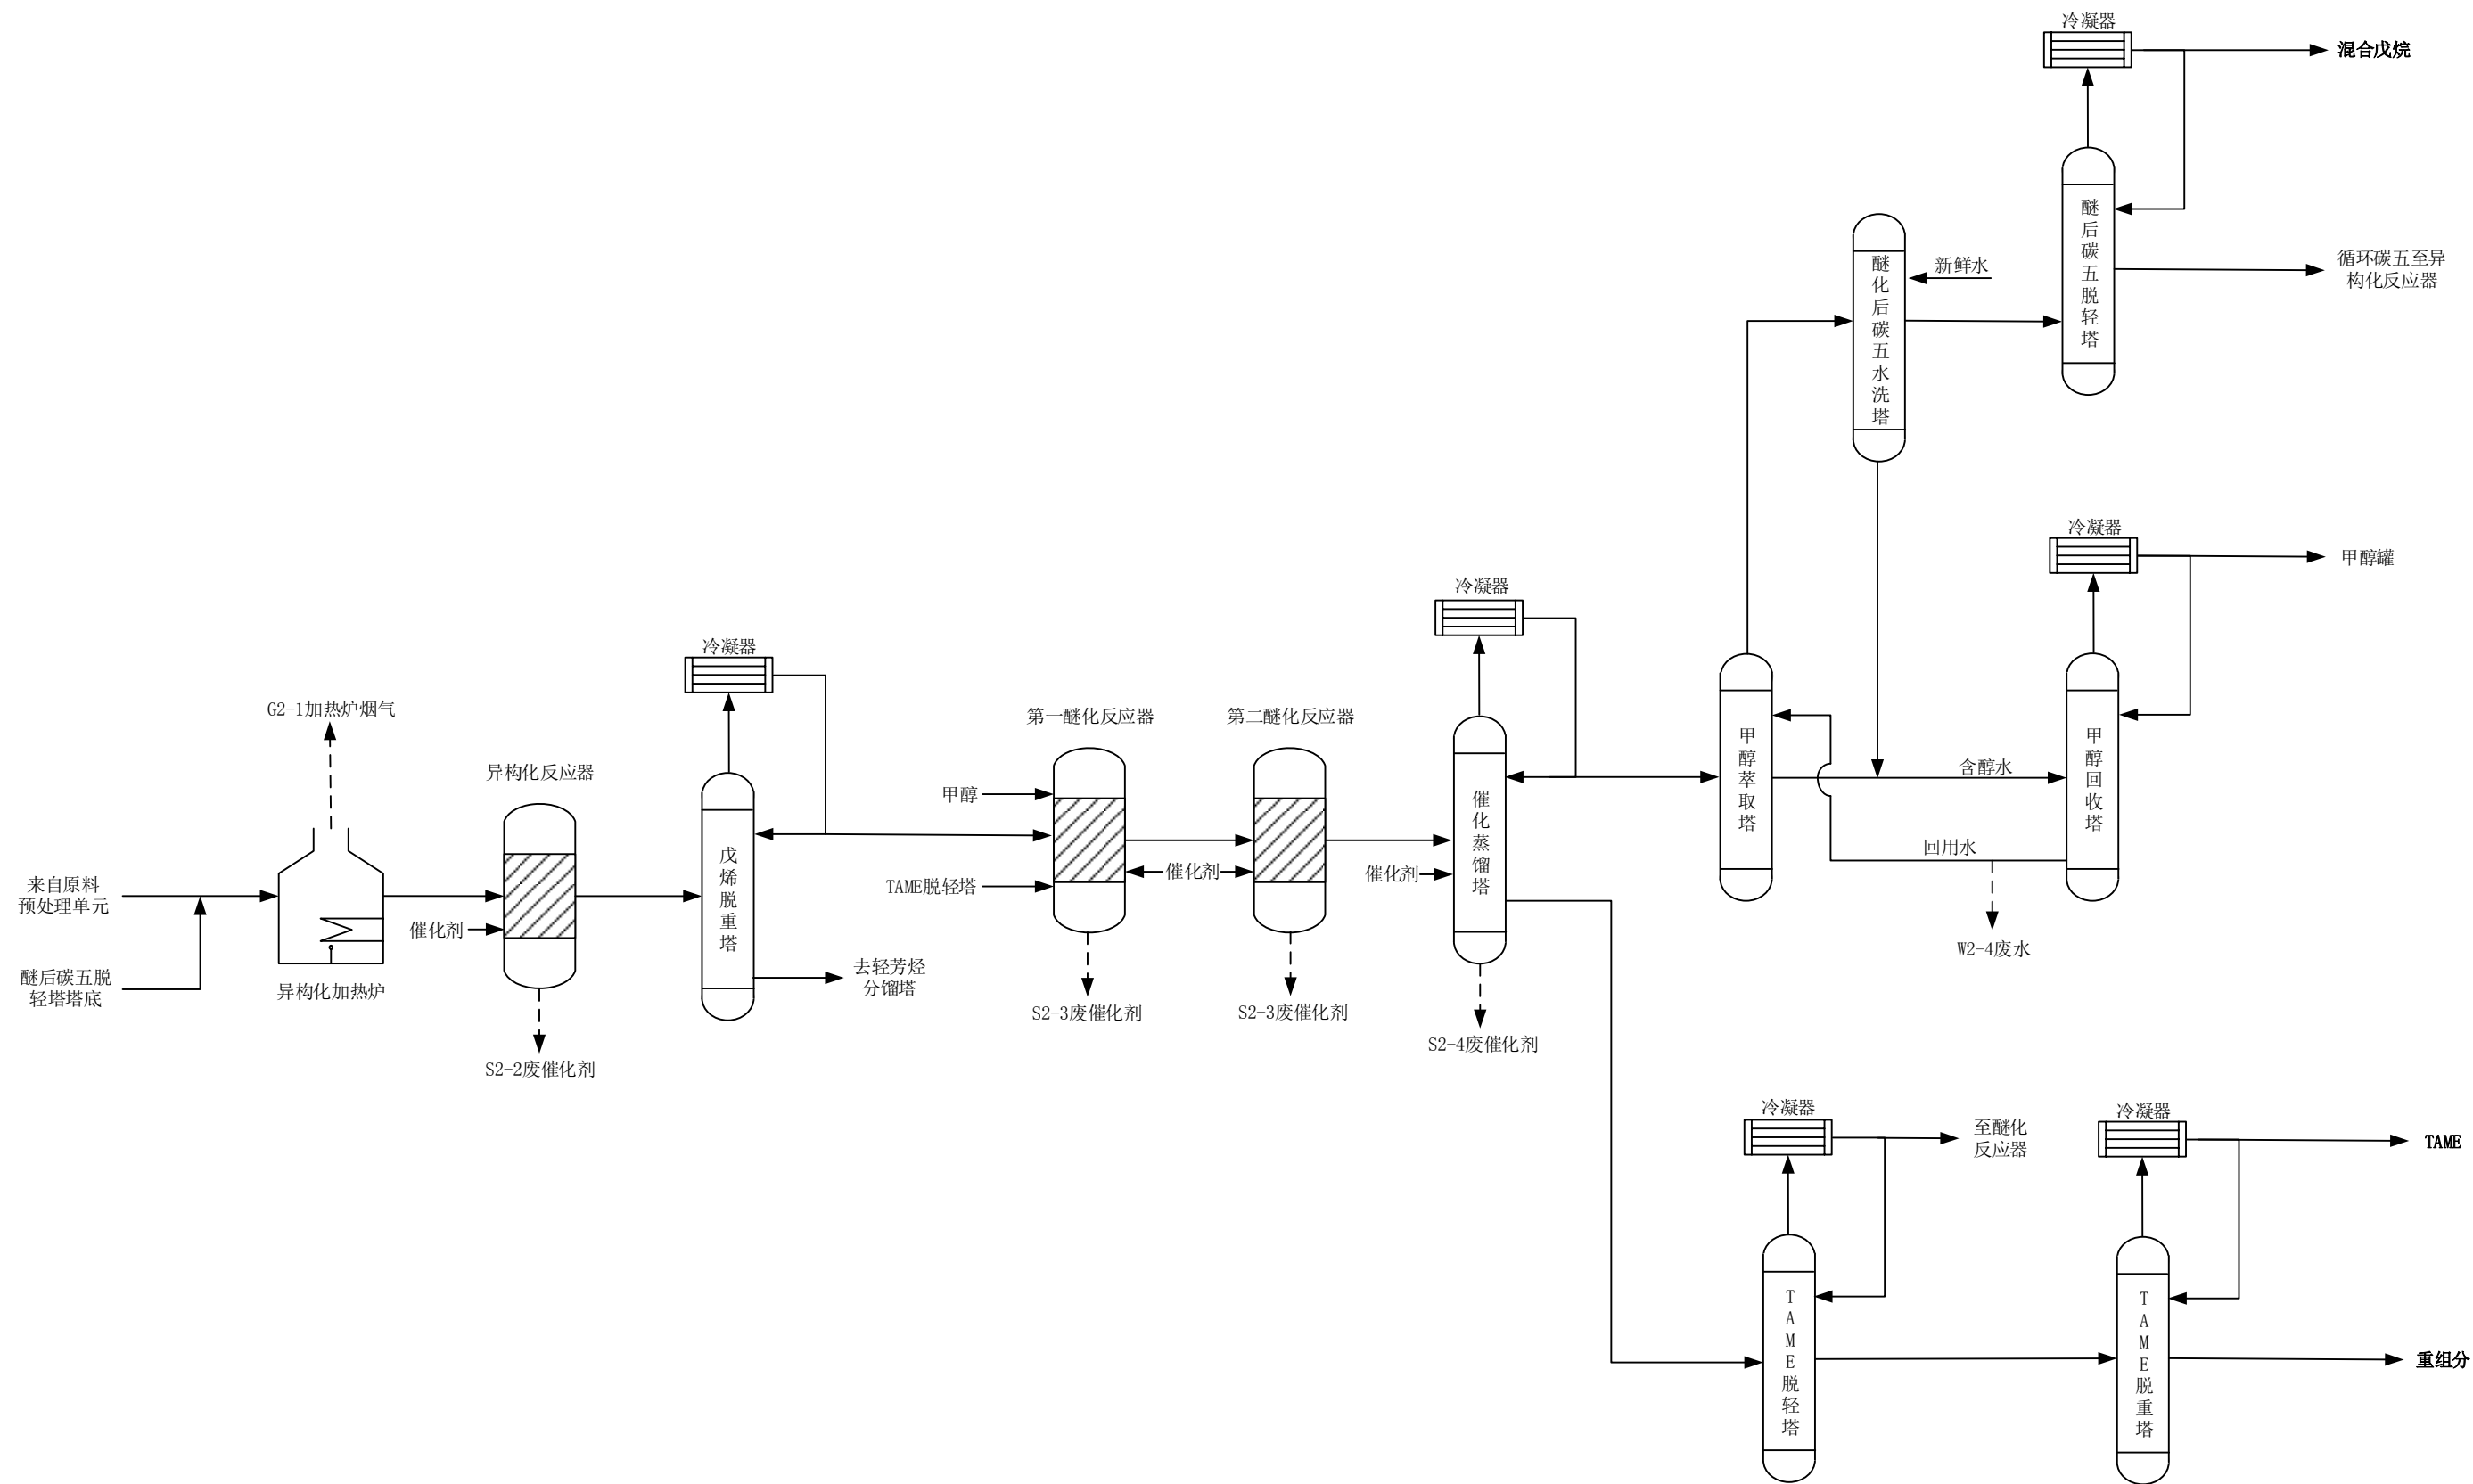 冷凝器
混合戊烷
醚后碳五脱轻塔
循环碳五至异
构化反应器
醚化后碳五水洗塔
新鲜水
冷凝器
甲醇罐
甲醇萃取塔
含醇水
回用水
甲醇回收塔
W2-4废水
来自原料
预处理单元
醚后碳五脱
轻塔塔底
G2-1加热炉烟气
异构化加热炉
异构化反应器
催化剂
S2-2废催化剂
冷凝器
戊烯脱重塔
去轻芳烃
分馏塔
第一醚化反应器
甲醇
TAME脱轻塔
S2-3废催化剂
催化剂
第二醚化反应器
S2-3废催化剂
冷凝器
催化剂
催化蒸馏塔
S2-4废催化剂
冷凝器
至醚化
反应器
TAME脱轻塔
冷凝器
TAME
TAME脱重塔
重组分